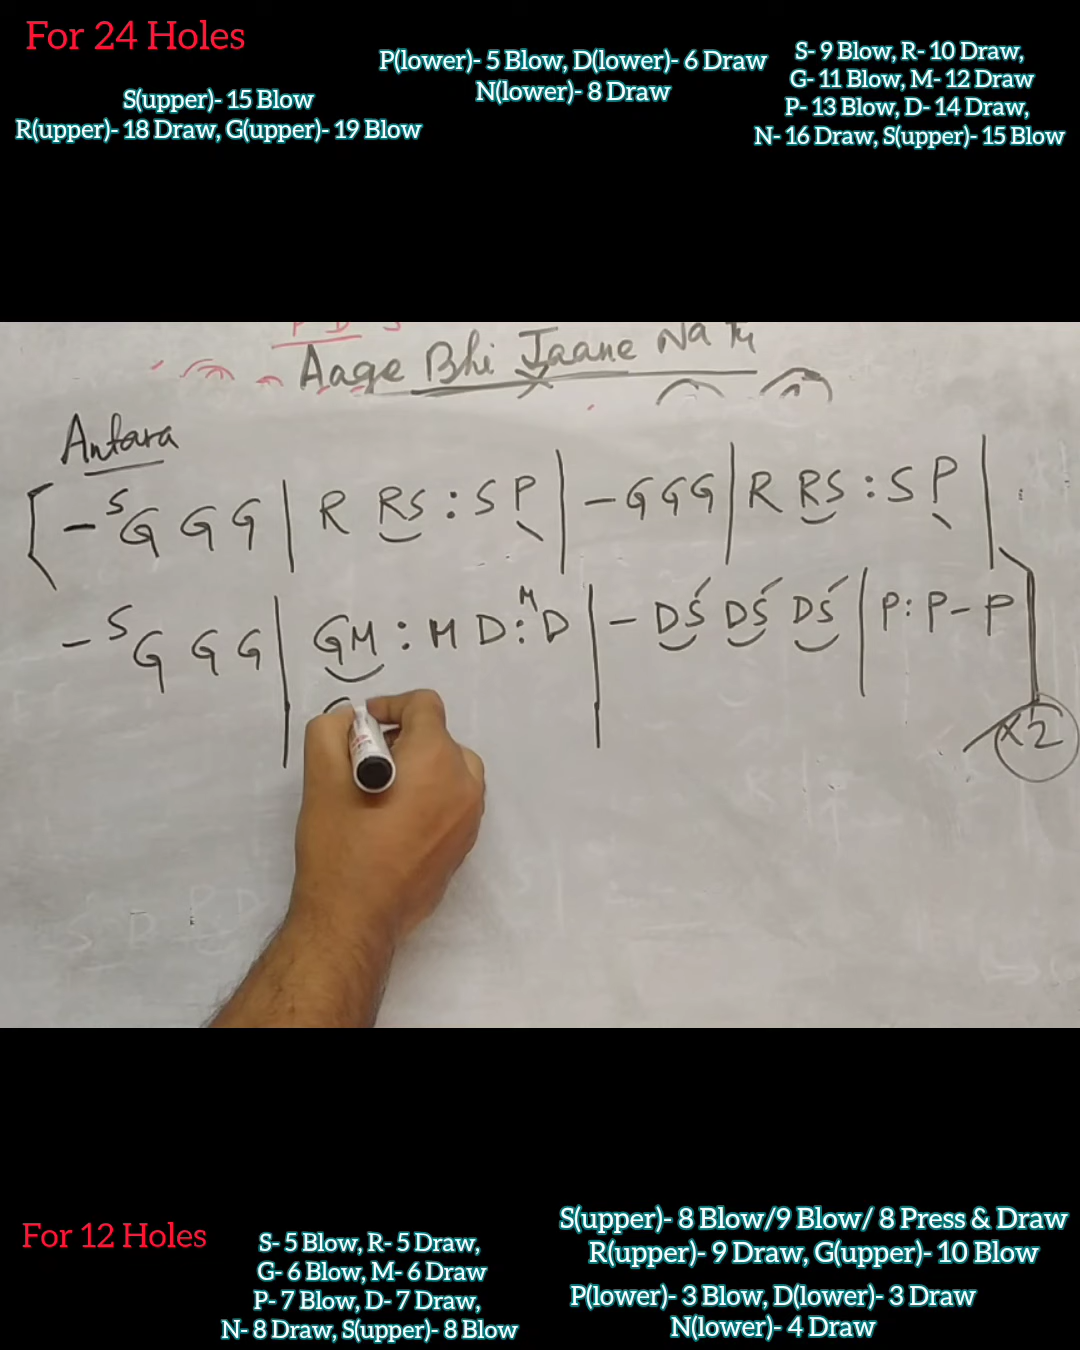 For 24 Holes
S(upper)- 15 Blow
R(upper)- 18 Draw, G(upper)- 19 Blow
P(lower)- 5 Blow, D(lower)- 6 Draw
N(lower)- 8 Draw
S- 9 Blow, R- 10 Draw,
G- 11 Blow, M- 12 Draw
P- 13 Blow, D- 14 Draw,
N- 16 Draw, S(upper)- 15 Blow
P D S
Aage Bhi Jaane Na Tu
Antara
[ – S G G G | R RS : S P | – G G G | R RS : S P |
– S G G G | GM : M D : M D | – DS DS DS | P : P – P ] x2
For 12 Holes
S- 5 Blow, R- 5 Draw,
G- 6 Blow, M- 6 Draw
P- 7 Blow, D- 7 Draw,
N- 8 Draw, S(upper)- 8 Blow
S(upper)- 8 Blow/9 Blow/ 8 Press & Draw
R(upper)- 9 Draw, G(upper)- 10 Blow
P(lower)- 3 Blow, D(lower)- 3 Draw
N(lower)- 4 Draw